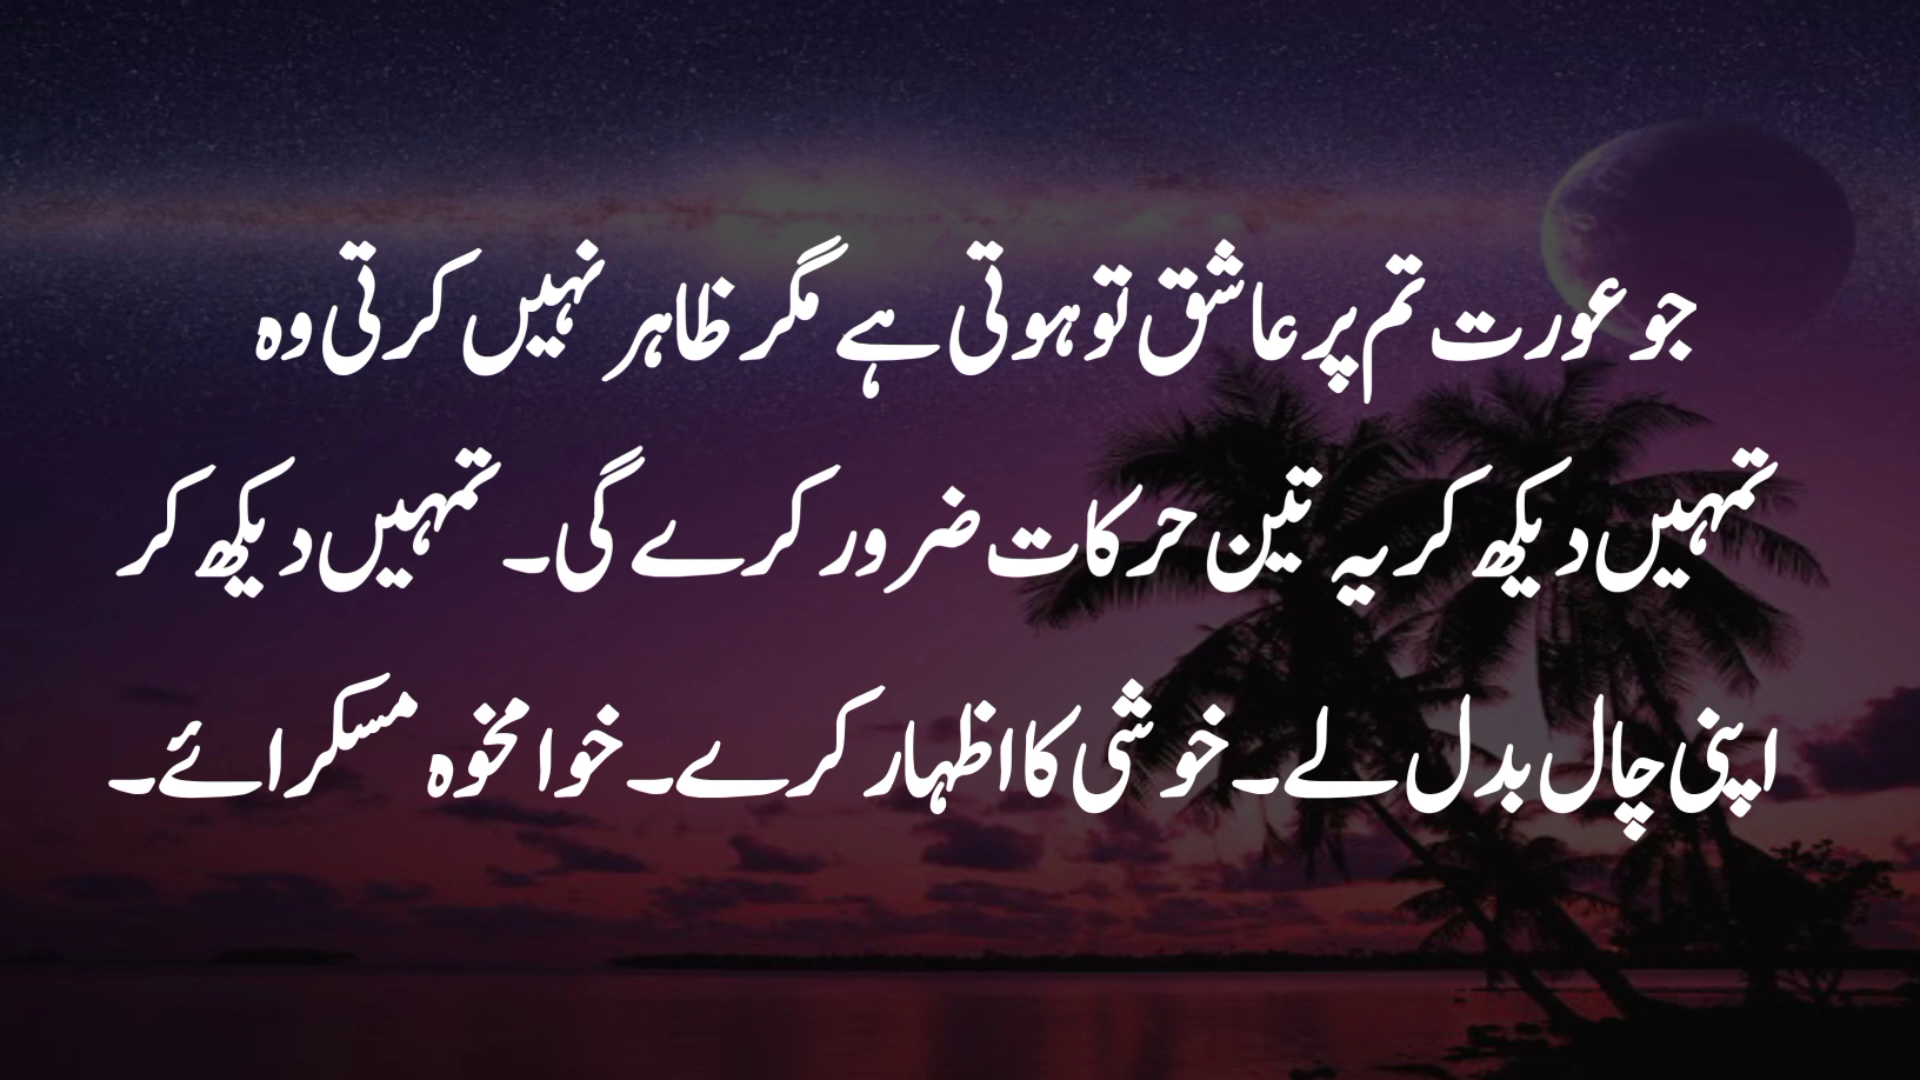 جو عورت تم پر عاشق تو ہوتی ہے مگر ظاہر نہیں کرتی وہ
تمہیں دیکھ کر یہ تین حرکات ضرور کرے گی۔ تمہیں دیکھ کر
اپنی چال بدل لے۔ خوشی کا اظہار کرے۔ خوامخوہ مسکرائے۔